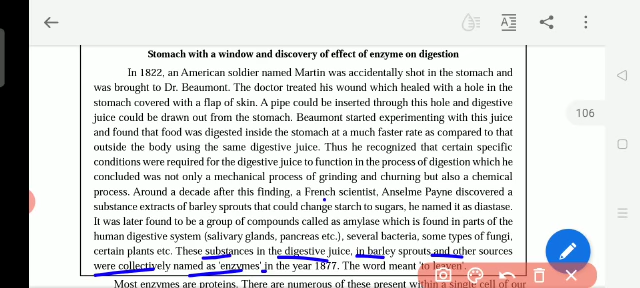 Stomach with a window and discovery of effect of enzyme on digestion
In 1822, an American soldier named Martin was accidentally shot in the stomach and
was brought to Dr. Beaumont. The doctor treated his wound which healed with a hole in the
stomach covered with a flap of skin. A pipe could be inserted through this hole and digestive
juice could be drawn out from the stomach. Beaumont started experimenting with this juice
and found that food was digested inside the stomach at a much faster rate as compared to that
outside the body using the same digestive juice. Thus he recognized that certain specific
conditions were required for the digestive juice to function in the process of digestion which he
concluded was not only a mechanical process of grinding and churning but also a chemical
106
process. Around a decade after this finding, a French scientist, Anselme Payne discovered a
substance extracts of barley sprouts that could change starch to sugars, he named it as diastase.
It was later found to be a group of compounds called as amylase which is found in parts of the
human digestive system (salivary glands, pancreas etc.), several bacteria, some types of fungi,
certain plants etc. These substances in the digestive juice, in barley sprouts and other sources
were collectively named as 'enzymes' in the year 1877. The word meant 'to leaven'.
Most enzymes are proteins. There are numerous of these present within a single cell of our